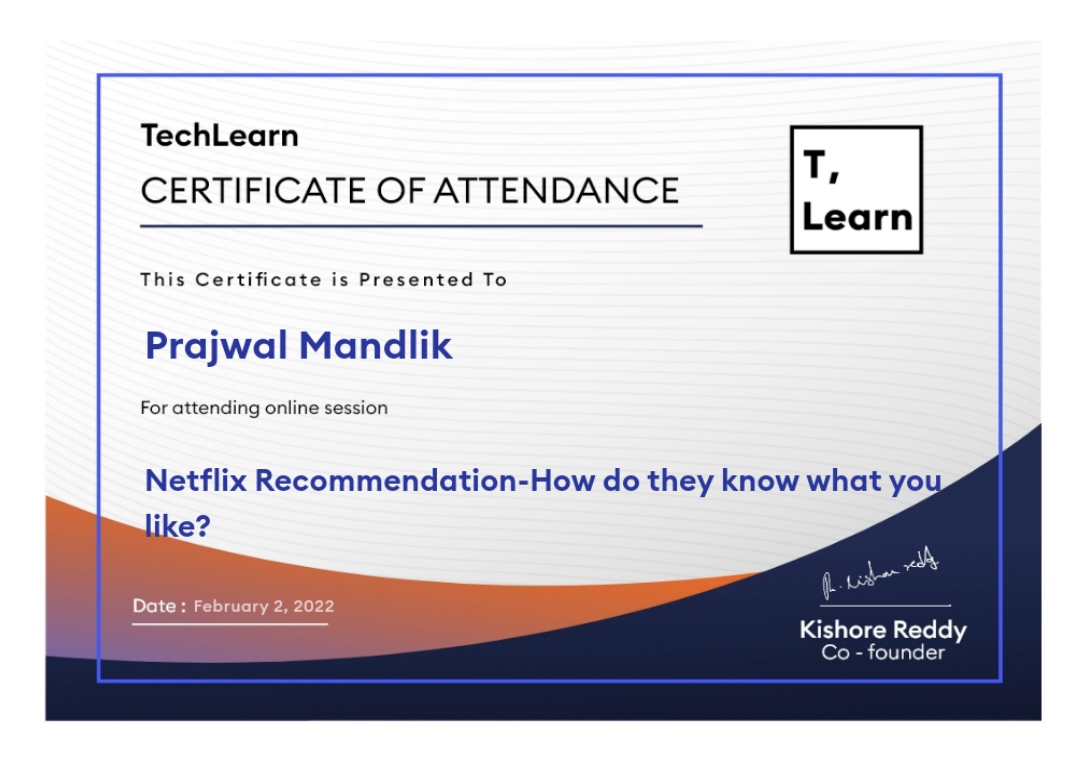 TechLearn
CERTIFICATE OF ATTENDANCE
T,
Learn
This Certificate is Presented To
Prajwal Mandlik
For attending online session
Netflix Recommendation-How do they know what you
like?
Date : February 2, 2022
R. Kishore reddy
Kishore Reddy
Co - founder